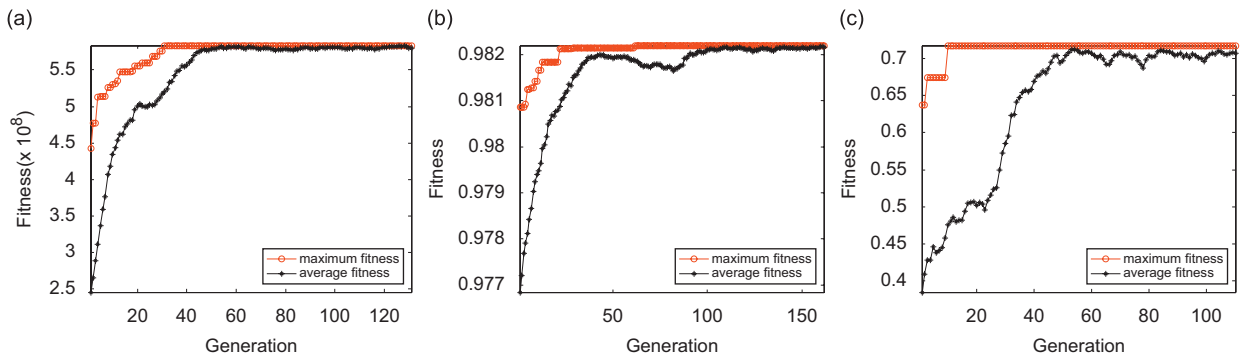 (a)
Fitness(x 10^8)
5.5
5
4.5
4
3.5
3
2.5
20 40 60 80 100 120
Generation
maximum fitness
average fitness
(b)
Fitness
0.982
0.981
0.98
0.979
0.978
0.977
50 100 150
Generation
maximum fitness
average fitness
(c)
Fitness
0.7
0.65
0.6
0.55
0.5
0.45
0.4
20 40 60 80 100
Generation
maximum fitness
average fitness